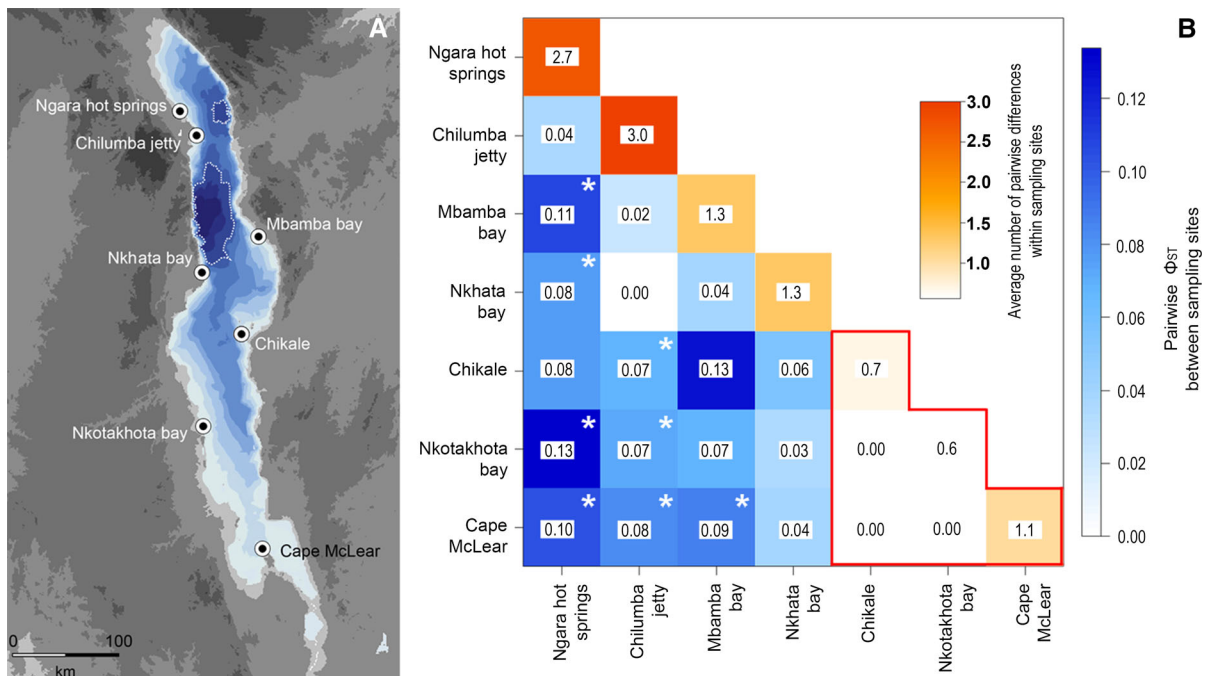 A
Ngara hot springs
Chilumba jetty
Mbamba bay
Nkhata bay
Chikale
Nkotakhota bay
Cape McLear
0 100
km
B
Ngara hot
springs
2.7
Chilumba
jetty
0.04 3.0
Mbamba
bay
0.11 * 0.02 1.3
Nkhata
bay
0.08 * 0.00 0.04 1.3
Chikale
0.08 0.07 * 0.13 0.06 0.7
Nkotakhota
bay
0.13 * 0.07 * 0.07 0.03 0.00 0.6
Cape
McLear
0.10 * 0.08 * 0.09 * 0.04 0.00 0.00 1.1
Ngara hot
springs
Chilumba
jetty
Mbamba
bay
Nkhata
bay
Chikale
Nkotakhota
bay
Cape
McLear
3.0
2.5
2.0
1.5
1.0
Average number of pairwise differences
within sampling sites
0.12
0.10
0.08
0.06
0.04
0.02
0.00
Pairwise ΦST
between sampling sites